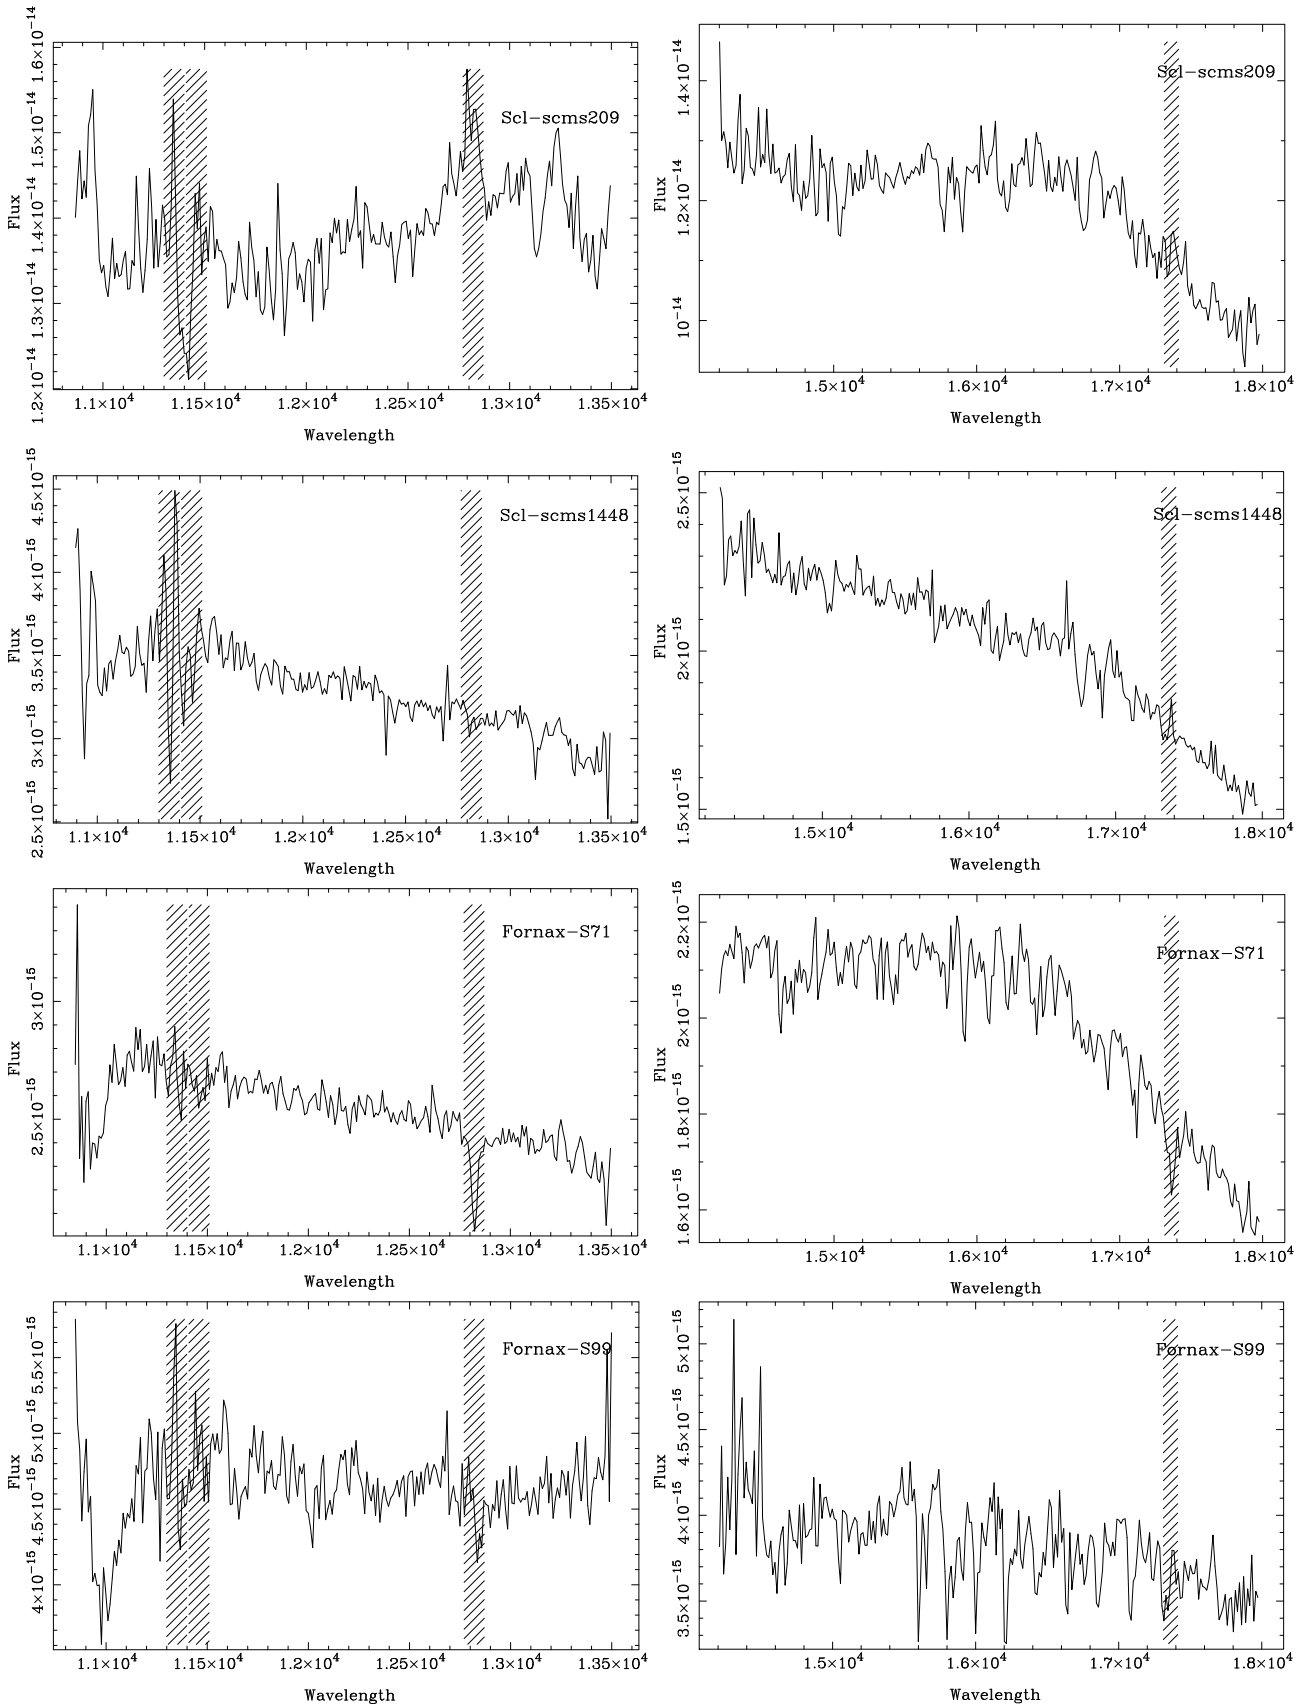 1.2×10⁻¹⁴ 1.3×10⁻¹⁴ 1.4×10⁻¹⁴ 1.5×10⁻¹⁴ 1.6×10⁻¹⁴
Flux
Scl-scms209
1.1×10⁴ 1.15×10⁴ 1.2×10⁴ 1.25×10⁴ 1.3×10⁴ 1.35×10⁴
Wavelength
10⁻¹⁴ 1.2×10⁻¹⁴ 1.4×10⁻¹⁴
Flux
Scl-scms209
1.5×10⁴ 1.6×10⁴ 1.7×10⁴ 1.8×10⁴
Wavelength
2.5×10⁻¹⁵ 3×10⁻¹⁵ 3.5×10⁻¹⁵ 4×10⁻¹⁵ 4.5×10⁻¹⁵
Flux
Scl-scms1448
1.1×10⁴ 1.15×10⁴ 1.2×10⁴ 1.25×10⁴ 1.3×10⁴ 1.35×10⁴
Wavelength
1.5×10⁻¹⁵ 2×10⁻¹⁵ 2.5×10⁻¹⁵
Flux
Scl-scms1448
1.5×10⁴ 1.6×10⁴ 1.7×10⁴ 1.8×10⁴
Wavelength
2.5×10⁻¹⁵ 3×10⁻¹⁵
Flux
Fornax-S71
1.1×10⁴ 1.15×10⁴ 1.2×10⁴ 1.25×10⁴ 1.3×10⁴ 1.35×10⁴
Wavelength
1.6×10⁻¹⁵ 1.8×10⁻¹⁵ 2×10⁻¹⁵ 2.2×10⁻¹⁵
Flux
Fornax-S71
1.5×10⁴ 1.6×10⁴ 1.7×10⁴ 1.8×10⁴
Wavelength
4×10⁻¹⁵ 4.5×10⁻¹⁵ 5×10⁻¹⁵ 5.5×10⁻¹⁵
Flux
Fornax-S99
1.1×10⁴ 1.15×10⁴ 1.2×10⁴ 1.25×10⁴ 1.3×10⁴ 1.35×10⁴
Wavelength
3.5×10⁻¹⁵ 4×10⁻¹⁵ 4.5×10⁻¹⁵ 5×10⁻¹⁵
Flux
Fornax-S99
1.5×10⁴ 1.6×10⁴ 1.7×10⁴ 1.8×10⁴
Wavelength